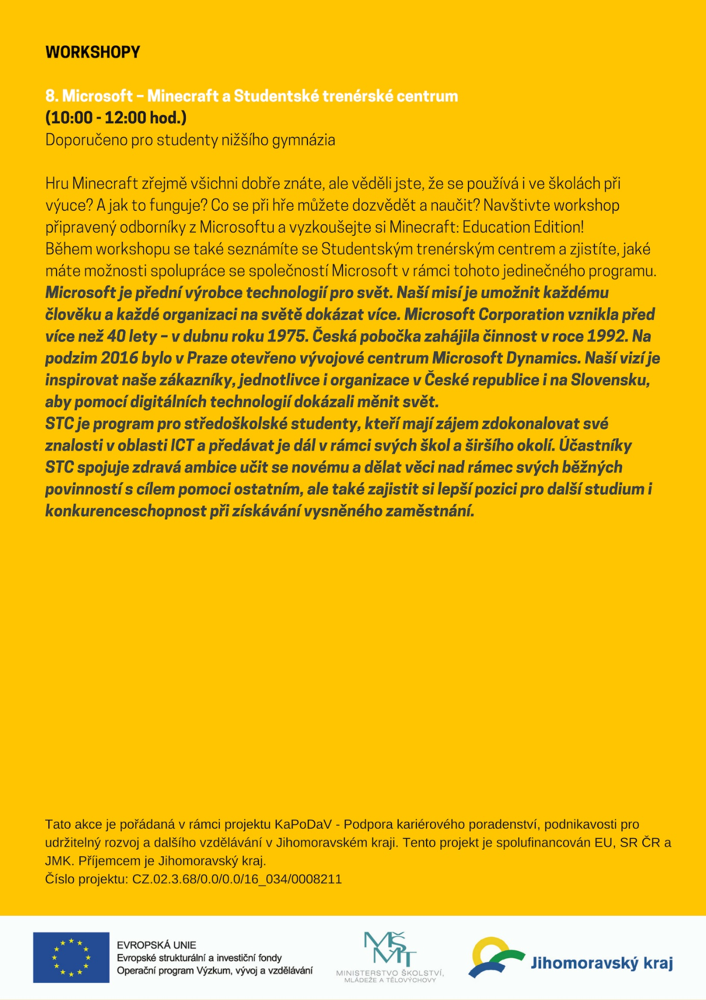 WORKSHOPY
8. Microsoft – Minecraft a Studentské trenérské centrum
(10:00 - 12:00 hod.)
Doporučeno pro studenty nižšího gymnázia
Hru Minecraft zřejmě všichni dobře znáte, ale věděli jste, že se používá i ve školách při
výuce? A jak to funguje? Co se při hře můžete dozvědět a naučit? Navštivte workshop
připravený odborníky z Microsoftu a vyzkoušejte si Minecraft: Education Edition!
Během workshopu se také seznámíte se Studentským trenérským centrem a zjistíte, jaké
máte možnosti spolupráce se společností Microsoft v rámci tohoto jedinečného programu.
Microsoft je přední výrobce technologií pro svět. Naší misí je umožnit každému
člověku a každé organizaci na světě dokázat více. Microsoft Corporation vznikla před
více než 40 lety – v dubnu roku 1975. Česká pobočka zahájila činnost v roce 1992. Na
podzim 2016 bylo v Praze otevřeno vývojové centrum Microsoft Dynamics. Naší vizí je
inspirovat naše zákazníky, jednotlivce i organizace v České republice i na Slovensku,
aby pomocí digitálních technologií dokázali měnit svět.
STC je program pro středoškolské studenty, kteří mají zájem zdokonalovat své
znalosti v oblasti ICT a předávat je dál v rámci svých škol a širšího okolí. Účastníky
STC spojuje zdravá ambice učit se novému a dělat věci nad rámec svých běžných
povinností s cílem pomoci ostatním, ale také zajistit si lepší pozici pro další studium i
konkurenceschopnost při získávání vysněného zaměstnání.
Tato akce je pořádaná v rámci projektu KaPoDaV - Podpora kariérového poradenství, podnikavosti pro
udržitelný rozvoj a dalšího vzdělávání v Jihomoravském kraji. Tento projekt je spolufinancován EU, SR ČR a
JMK. Příjemcem je Jihomoravský kraj.
Číslo projektu: CZ.02.3.68/0.0/0.0/16_034/0008211
EVROPSKÁ UNIE
Evropské strukturální a investiční fondy
Operační program Výzkum, vývoj a vzdělávání
MŠMT
MINISTERSTVO ŠKOLSTVÍ,
MLÁDEŽE A TĚLOVÝCHOVY
Jihomoravský kraj